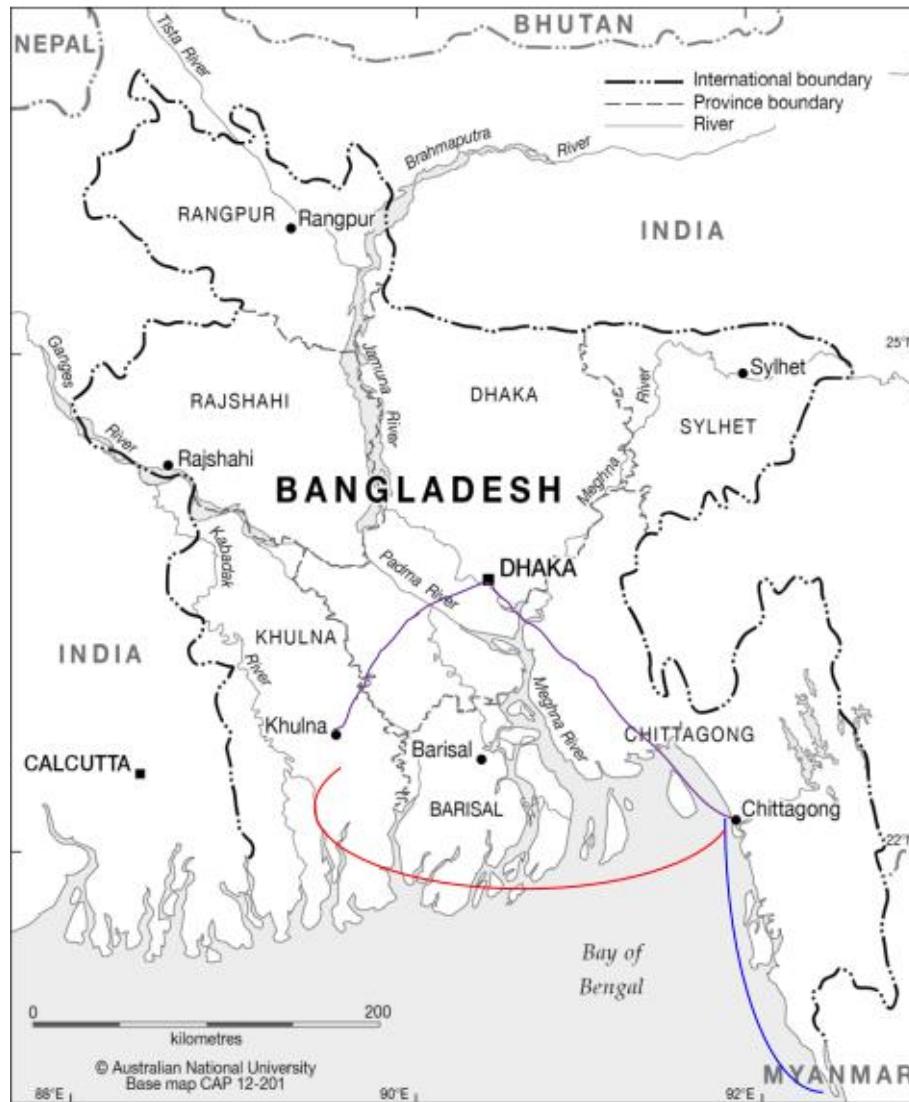 BHUTAN
NEPAL
Tista River
International boundary
Province boundary
River
Brahmaputra River
RANGPUR
Rangpur
INDIA
25°N
Ganges River
Jamuna River
Sylhet
RAJSHAHI
DHAKA
Meghna River
SYLHET
Rajshahi
BANGLADESH
Kabadak River
Padma River
DHAKA
KHULNA
INDIA
Meghna River
Khulna
CHITTAGONG
Barisal
CALCUTTA
BARISAL
Chittagong
22°N
Bay of
Bengal
0 200
kilometres
© Australian National University
Base map CAP 12-201
MYANMAR
88°E 90°E 92°E